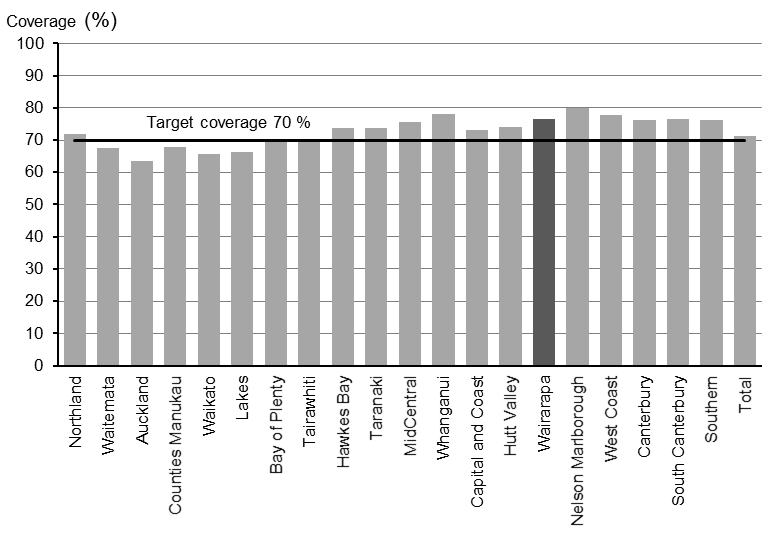 Coverage (%)
100
90
80
Target coverage 70 %
70
60
50
40
30
20
10
0
Northland
Waitemata
Auckland
Counties Manukau
Waikato
Lakes
Bay of Plenty
Tairawhiti
Hawkes Bay
Taranaki
MidCentral
Whanganui
Capital and Coast
Hutt Valley
Wairarapa
Nelson Marlborough
West Coast
Canterbury
South Canterbury
Southern
Total